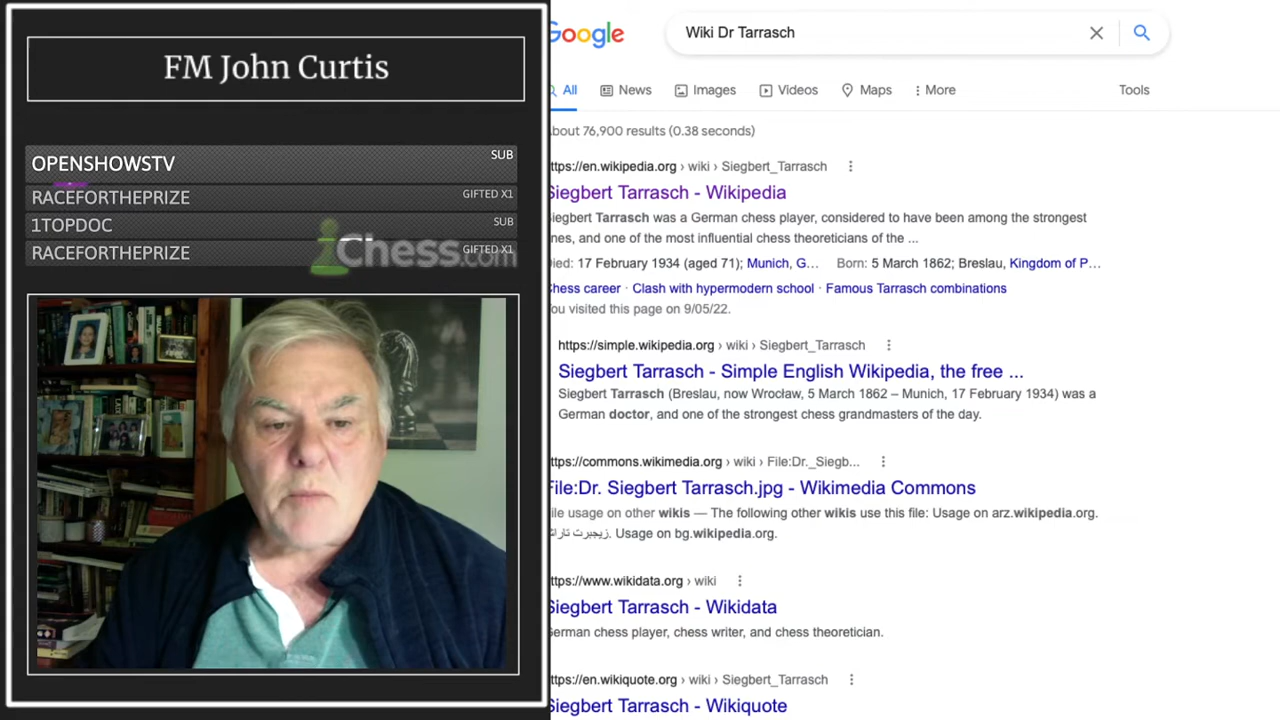 FM John Curtis
OPENSHOWSTV
SUB
RACEFORTHEPRIZE
GIFTED X1
1TOPDOC
SUB
RACEFORTHEPRIZE
GIFTED X1
iChess.com
Google
Wiki Dr Tarrasch
All
News
Images
Videos
Maps
More
Tools
bout 76,900 results (0.38 seconds)
ttps://en.wikipedia.org › wiki › Siegbert_Tarrasch
Siegbert Tarrasch - Wikipedia
iegbert Tarrasch was a German chess player, considered to have been among the strongest
nes, and one of the most influential chess theoreticians of the ...
ied: 17 February 1934 (aged 71); Munich, G... Born: 5 March 1862; Breslau, Kingdom of P...
hess career · Clash with hypermodern school · Famous Tarrasch combinations
ou visited this page on 9/05/22.
https://simple.wikipedia.org › wiki › Siegbert_Tarrasch
Siegbert Tarrasch - Simple English Wikipedia, the free ...
Siegbert Tarrasch (Breslau, now Wrocław, 5 March 1862 – Munich, 17 February 1934) was a
German doctor, and one of the strongest chess grandmasters of the day.
ttps://commons.wikimedia.org › wiki › File:Dr._Siegb...
File:Dr. Siegbert Tarrasch.jpg - Wikimedia Commons
ile usage on other wikis — The following other wikis use this file: Usage on arz.wikipedia.org.
زيجبرت تاراش. Usage on bg.wikipedia.org.
ttps://www.wikidata.org › wiki
Siegbert Tarrasch - Wikidata
German chess player, chess writer, and chess theoretician.
ttps://en.wikiquote.org › wiki › Siegbert_Tarrasch
Siegbert Tarrasch - Wikiquote